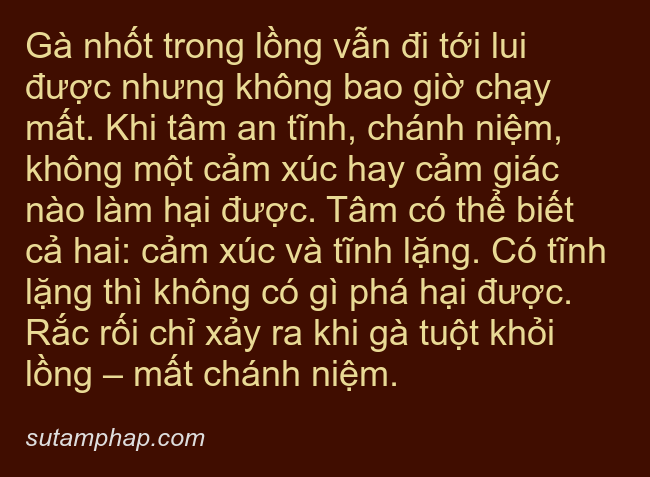 Gà nhốt trong lồng vẫn đi tới lui
được nhưng không bao giờ chạy
mất. Khi tâm an tĩnh, chánh niệm,
không một cảm xúc hay cảm giác
nào làm hại được. Tâm có thể biết
cả hai: cảm xúc và tĩnh lặng. Có tĩnh
lặng thì không có gì phá hại được.
Rắc rối chỉ xảy ra khi gà tuột khỏi
lồng – mất chánh niệm.
sutamphap.com